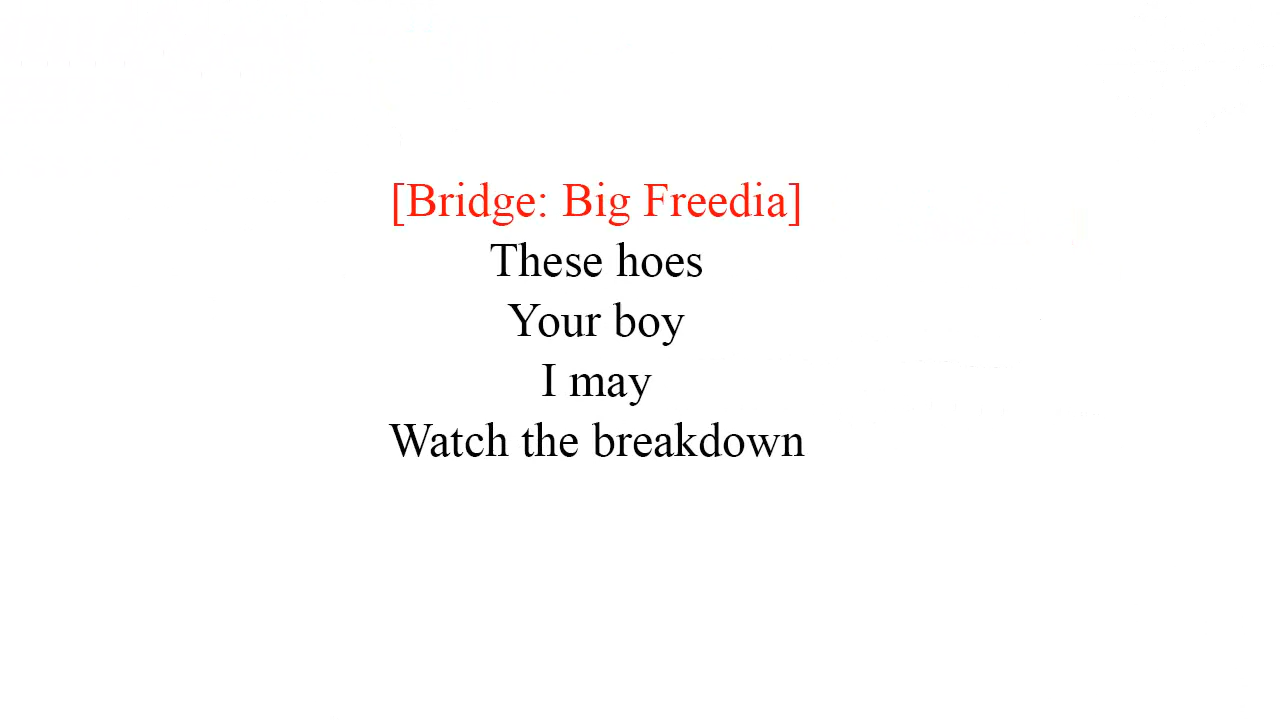 [Bridge: Big Freedia]
These hoes
Your boy
I may
Watch the breakdown